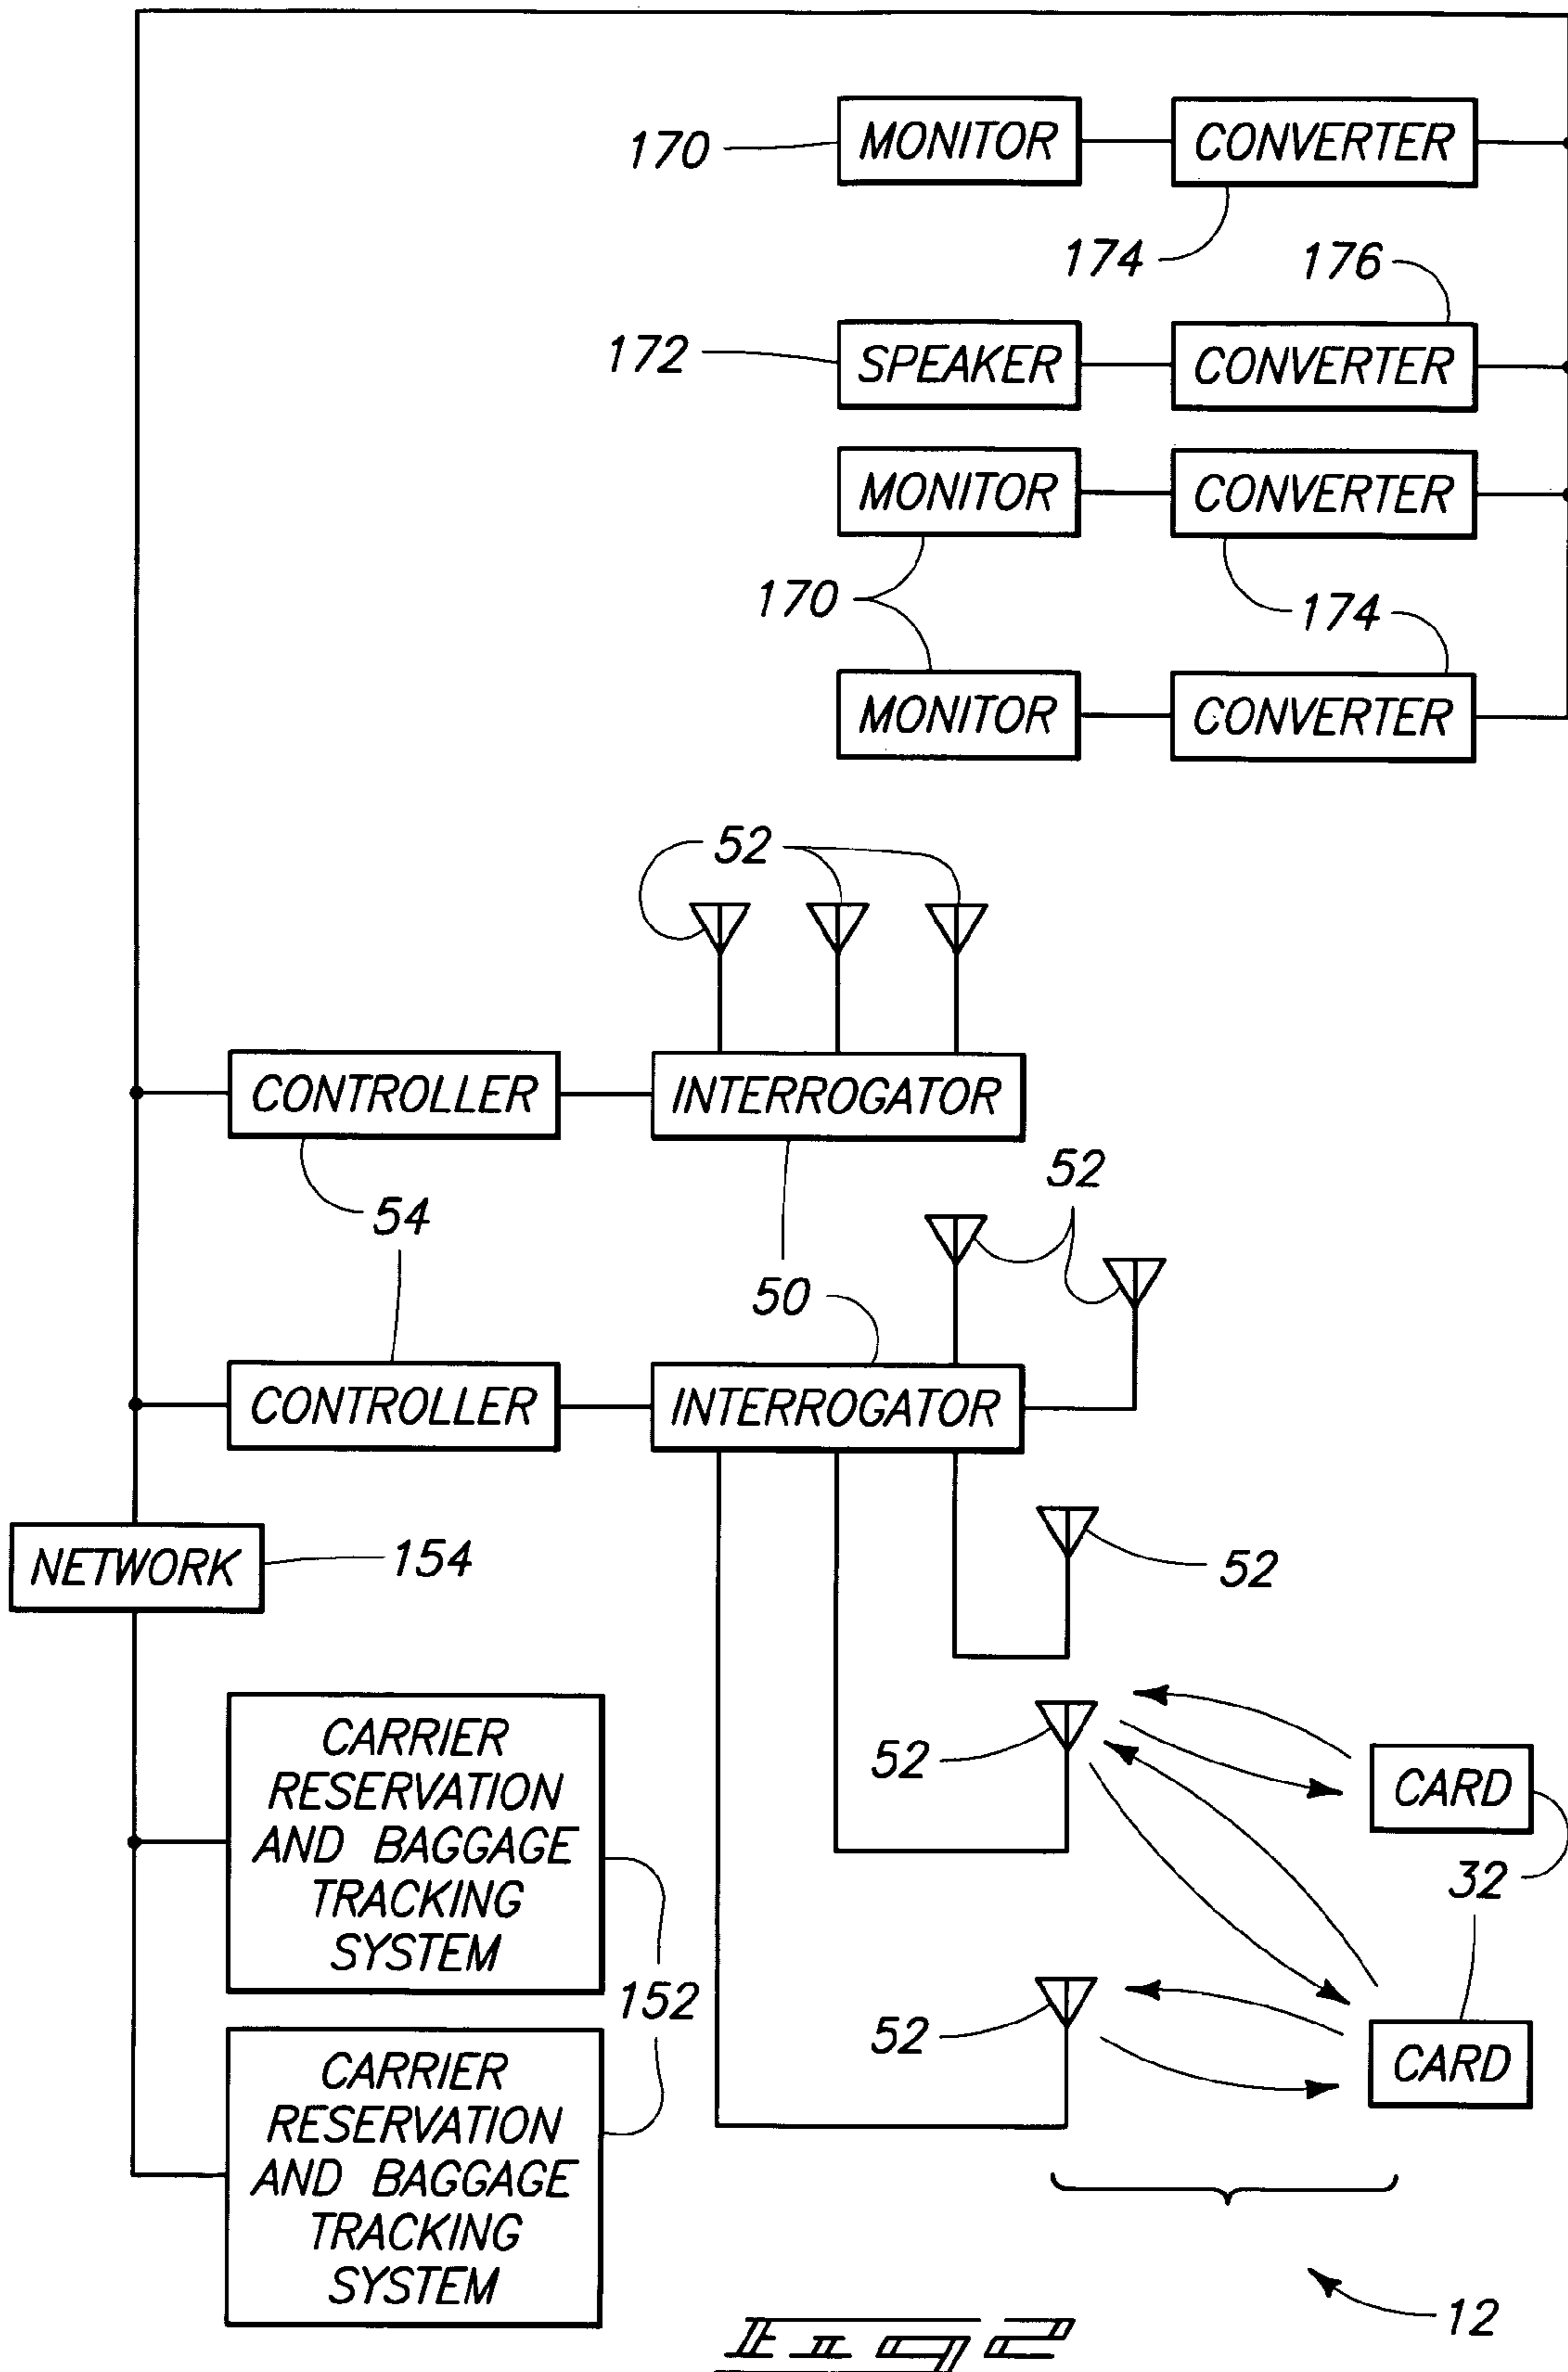 170
MONITOR
CONVERTER
174
176
172
SPEAKER
CONVERTER
MONITOR
CONVERTER
170
174
MONITOR
CONVERTER
52
CONTROLLER
INTERROGATOR
52
54
50
CONTROLLER
INTERROGATOR
NETWORK
154
52
CARRIER
RESERVATION
AND BAGGAGE
TRACKING
SYSTEM
52
CARD
32
152
52
CARD
CARRIER
RESERVATION
AND BAGGAGE
TRACKING
SYSTEM
12
Fig 2